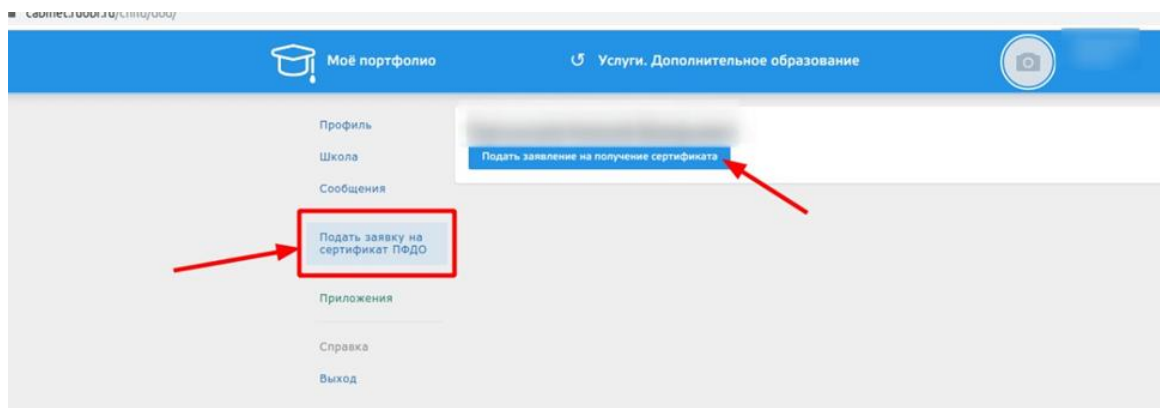 Моё портфолио
Услуги. Дополнительное образование
Профиль
Школа
Сообщения
Подать заявку на
сертификат ПФДО
Приложения
Справка
Выход
Подать заявление на получение сертификата